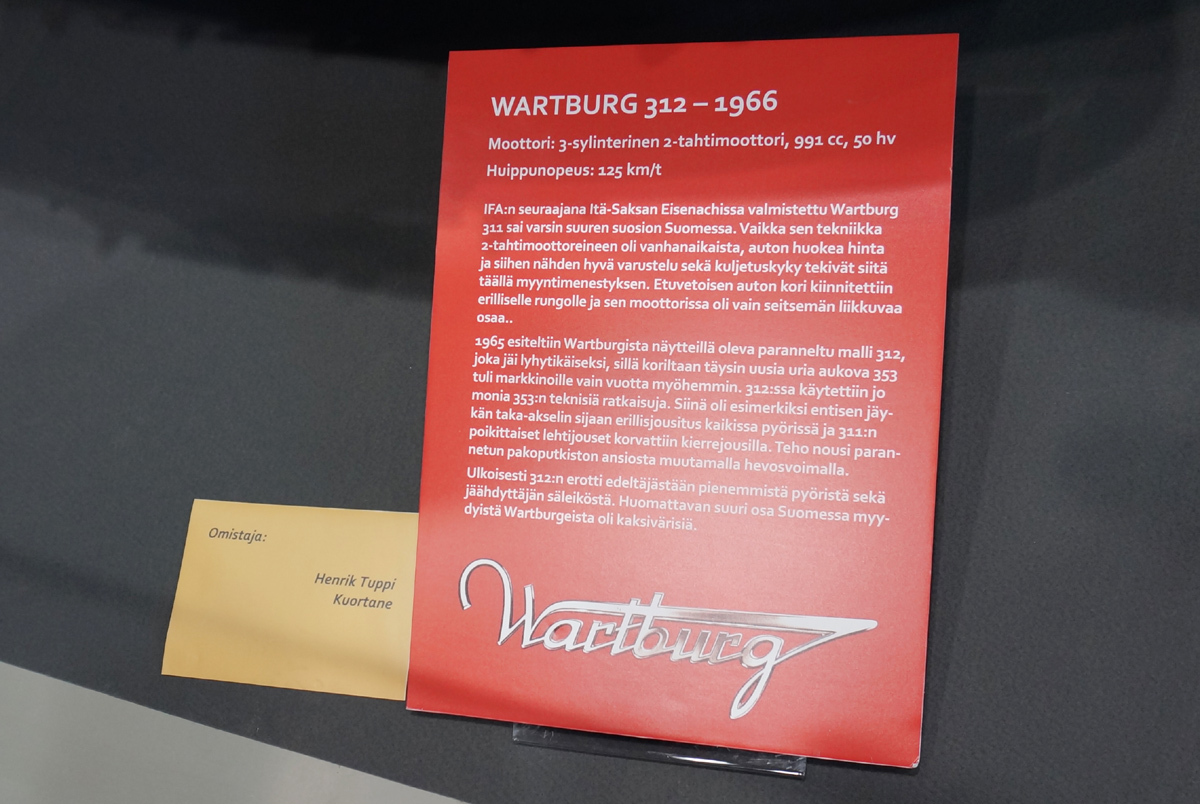 WARTBURG 312 – 1966
Moottori: 3-sylinterinen 2-tahtimoottori, 991 cc, 50 hv
Huippunopeus: 125 km/t
IFA:n seuraajana Itä-Saksan Eisenachissa valmistettu Wartburg
311 sai varsin suuren suosion Suomessa. Vaikka sen tekniikka
2-tahtimoottoreineen oli vanhanaikaista, auton huokea hinta
ja siihen nähden hyvä varustelu sekä kuljetuskyky tekivät siitä
täällä myyntimenestyksen. Etuvetoisen auton kori kiinnitettiin
erilliselle rungolle ja sen moottorissa oli vain seitsemän liikkuvaa
osaa..
1965 esiteltiin Wartburgista näytteillä oleva paranneltu malli 312,
joka jäi lyhytikäiseksi, sillä koriltaan täysin uusia uria aukova 353
tuli markkinoille vain vuotta myöhemmin. 312:ssa käytettiin jo
monia 353:n teknisiä ratkaisuja. Siinä oli esimerkiksi entisen jäy-
kän taka-akselin sijaan erillisjousitus kaikissa pyörissä ja 311:n
poikittaiset lehtijouset korvattiin kierrejousilla. Teho nousi paran-
netun pakoputkiston ansiosta muutamalla hevosvoimalla.
Ulkoisesti 312:n erotti edeltäjästään pienemmistä pyöristä sekä
jäähdyttäjän säleiköstä. Huomattavan suuri osa Suomessa myy-
dyistä Wartburgeista oli kaksivärisiä.
Wartburg
Omistaja:
Henrik Tuppi
Kuortane